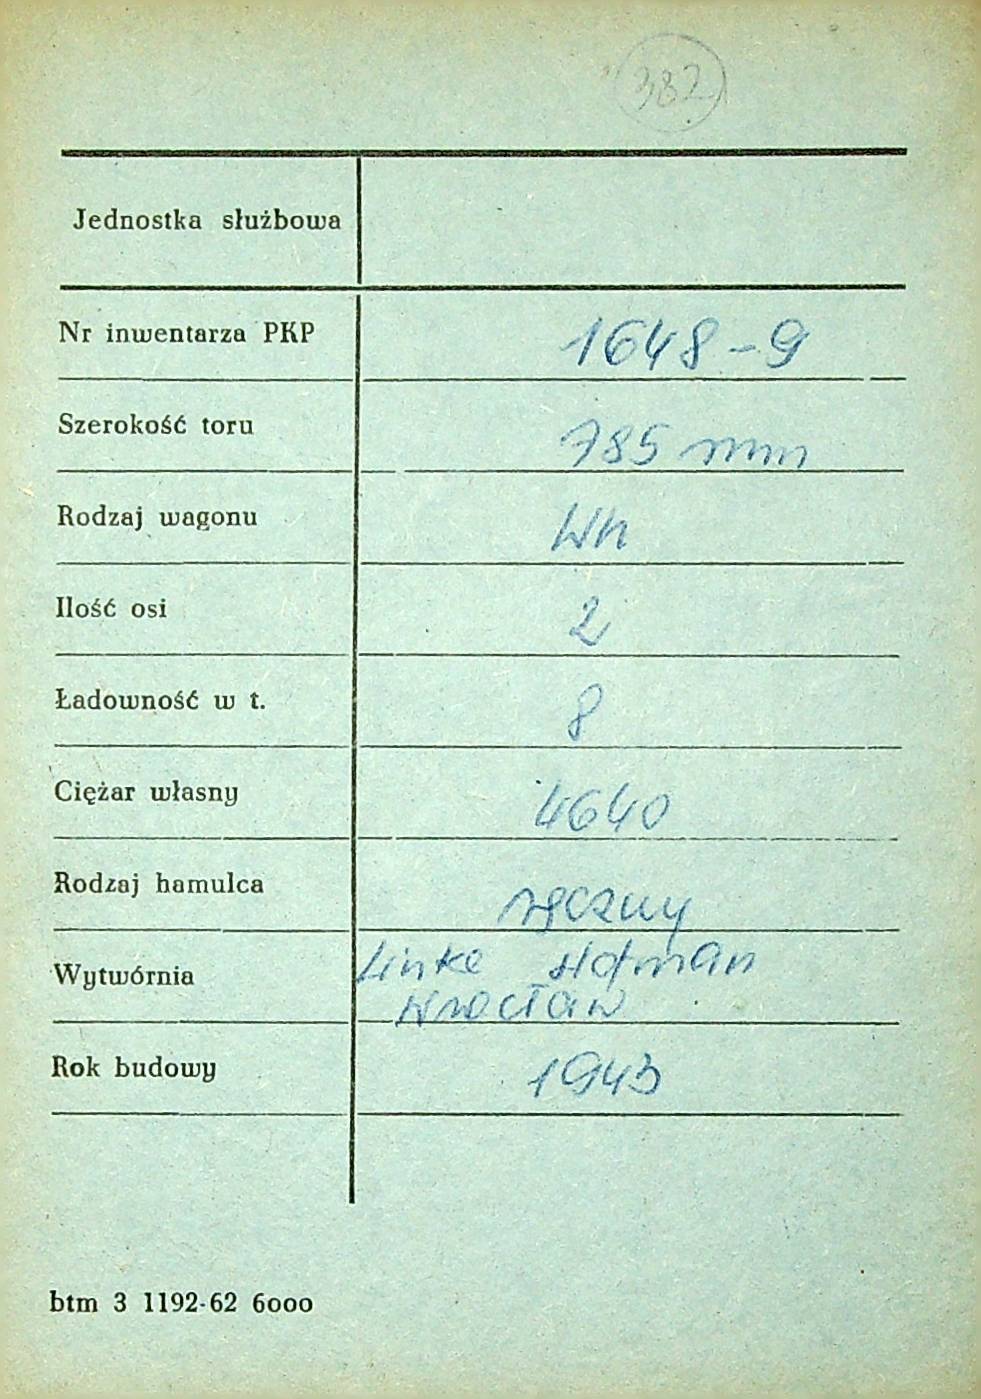 382
Jednostka służbowa
Nr inwentarza PKP 1648-9
Szerokość toru 785 mm
Rodzaj wagonu Wh
Ilość osi 2
Ładowność w t. 8
Ciężar własny 4640
Rodzaj hamulca ręczny
Wytwórnia Linke Hofman
Wrocław
Rok budowy 1943
btm 3 1192-62 6000